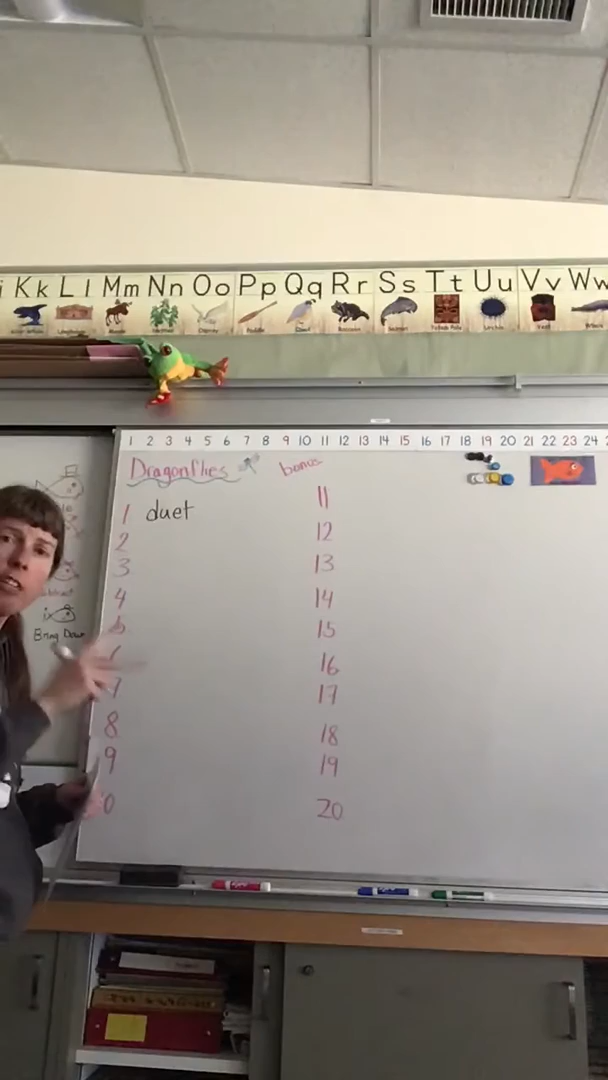 Kk Ll Mm Nn Oo Pp Qq Rr Ss Tt Uu Vv Ww
1 2 3 4 5 6 7 8 9 10 11 12 13 14 15 16 17 18 19 20 21 22 23 24
Dragonflies bonus
1 duet 11
2 12
3 13
4 14
5 15
16
7 17
8 18
9 19
0 20
Bring Down